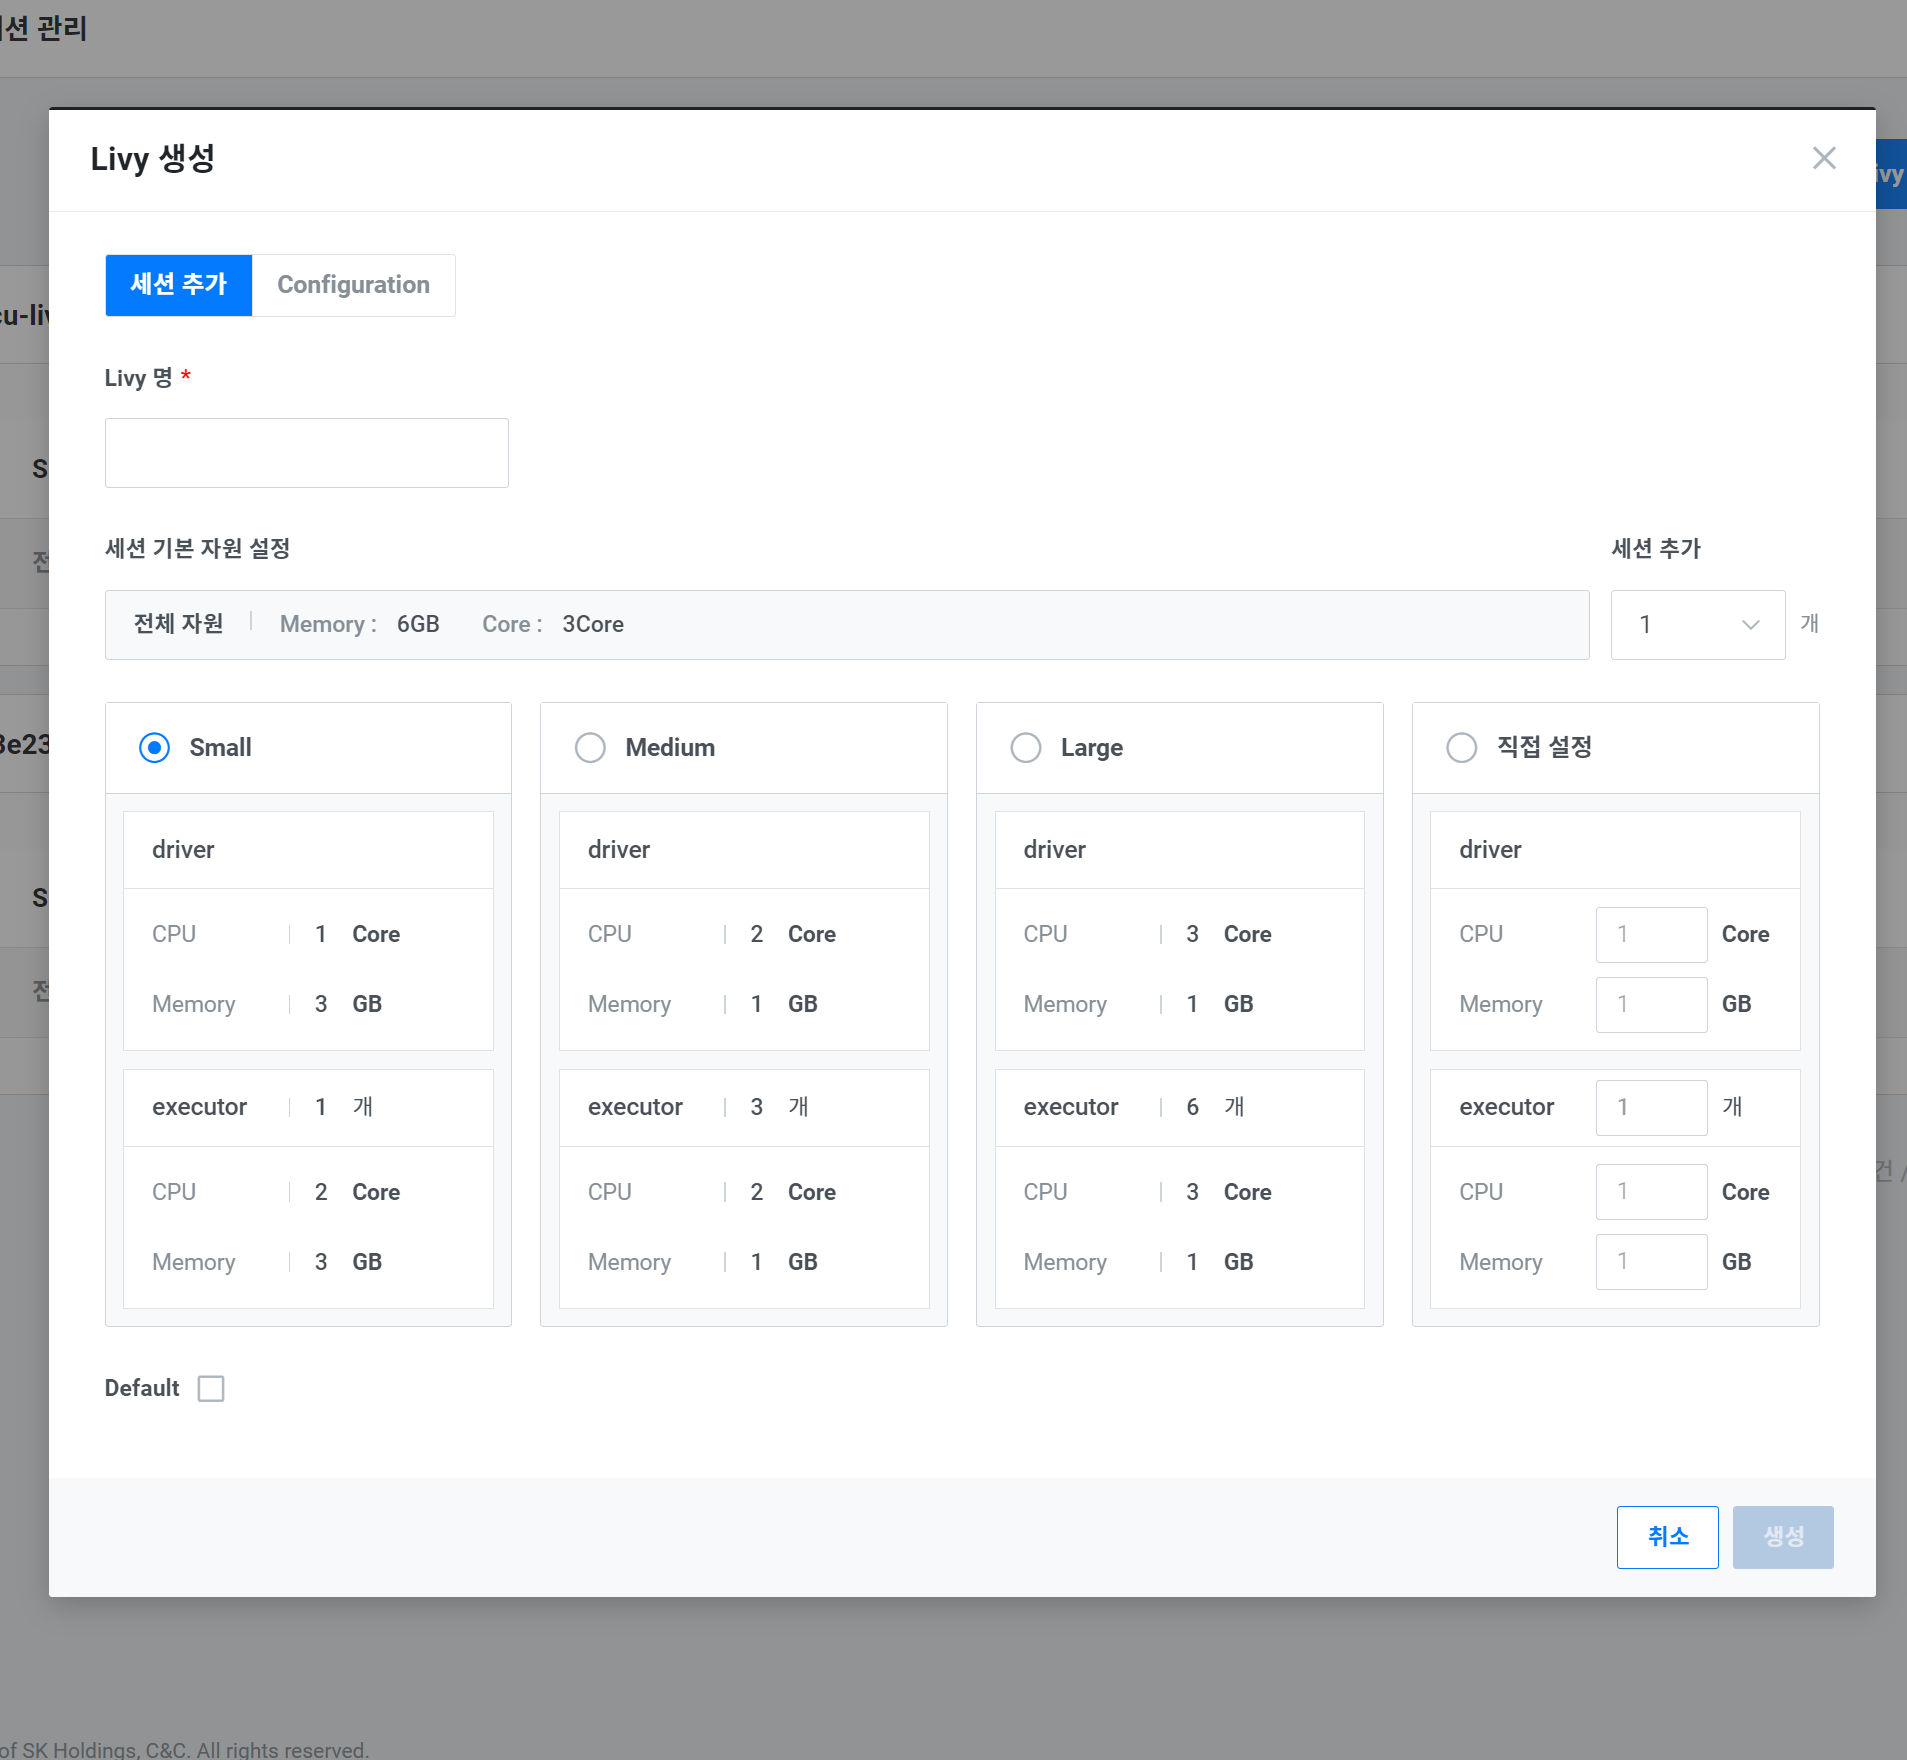 션 관리
Livy 생성
ivy
세션 추가 Configuration
cu-liv
Livy 명 *
S
세션 기본 자원 설정 세션 추가
전체 자원 Memory : 6GB Core : 3Core 1 개
3e23
Small Medium Large 직접 설정
driver driver driver driver
CPU 1 Core CPU 2 Core CPU 3 Core CPU 1 Core
Memory 3 GB Memory 1 GB Memory 1 GB Memory 1 GB
executor 1 개 executor 3 개 executor 6 개 executor 1 개
CPU 2 Core CPU 2 Core CPU 3 Core CPU 1 Core
Memory 3 GB Memory 1 GB Memory 1 GB Memory 1 GB
건 /
Default
취소 생성
of SK Holdings, C&C. All rights reserved.